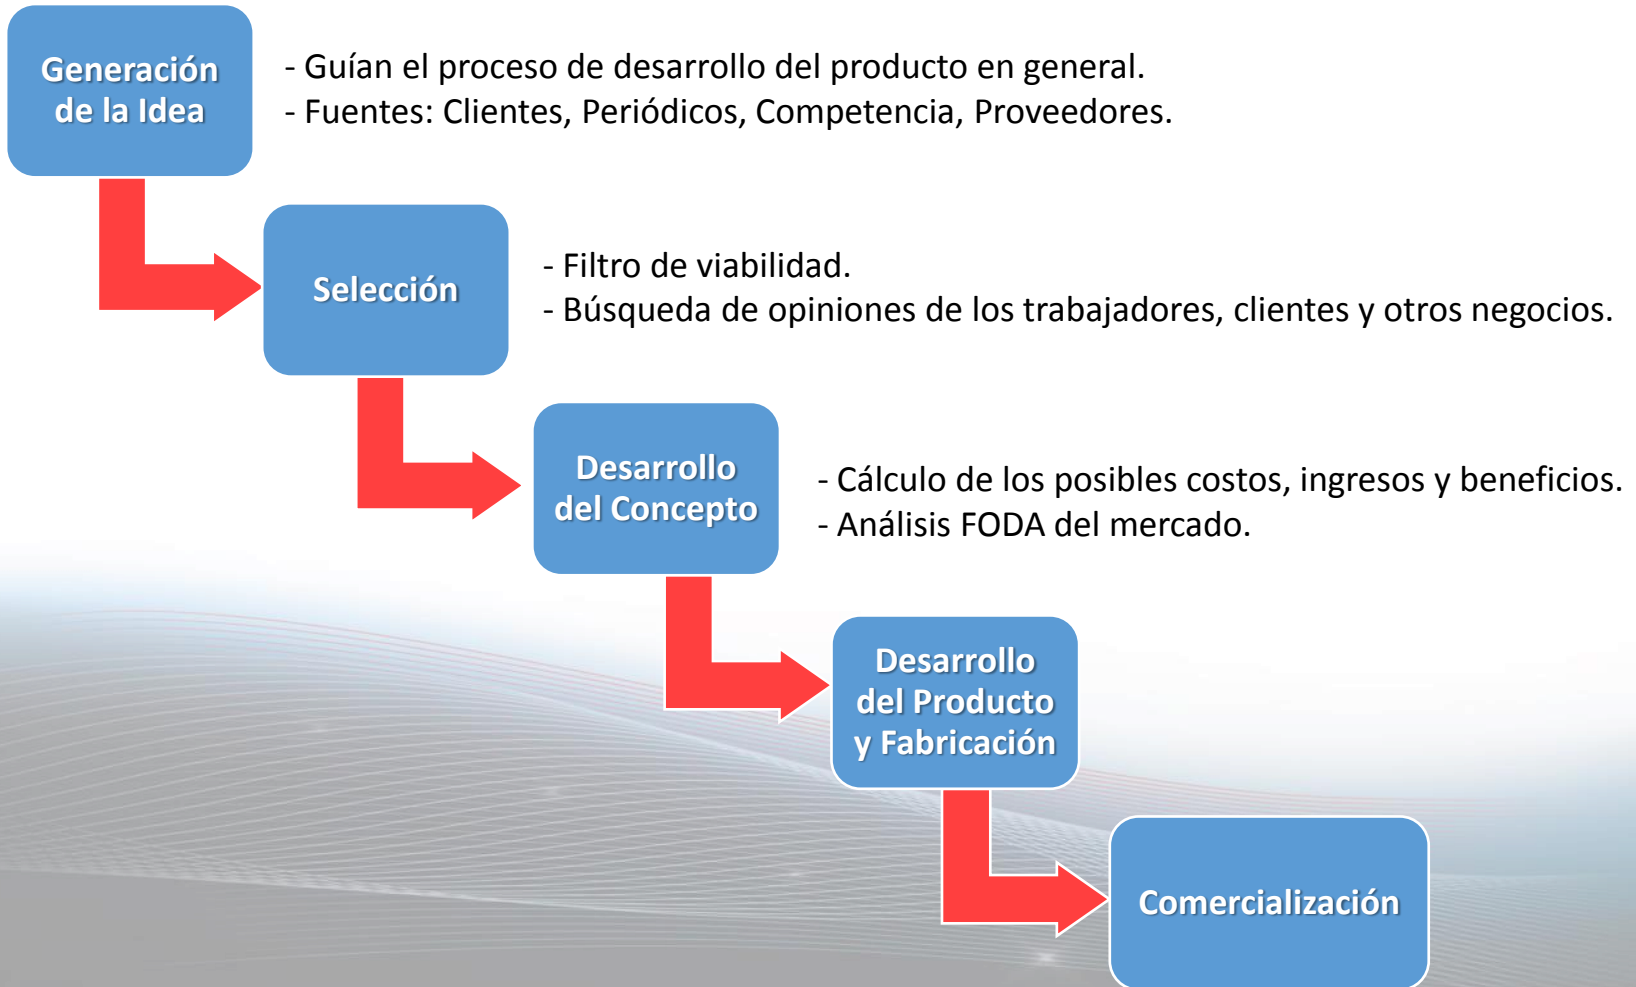 Generación
de la Idea
- Guían el proceso de desarrollo del producto en general.
- Fuentes: Clientes, Periódicos, Competencia, Proveedores.
Selección
- Filtro de viabilidad.
- Búsqueda de opiniones de los trabajadores, clientes y otros negocios.
Desarrollo
del Concepto
- Cálculo de los posibles costos, ingresos y beneficios.
- Análisis FODA del mercado.
Desarrollo
del Producto
y Fabricación
Comercialización